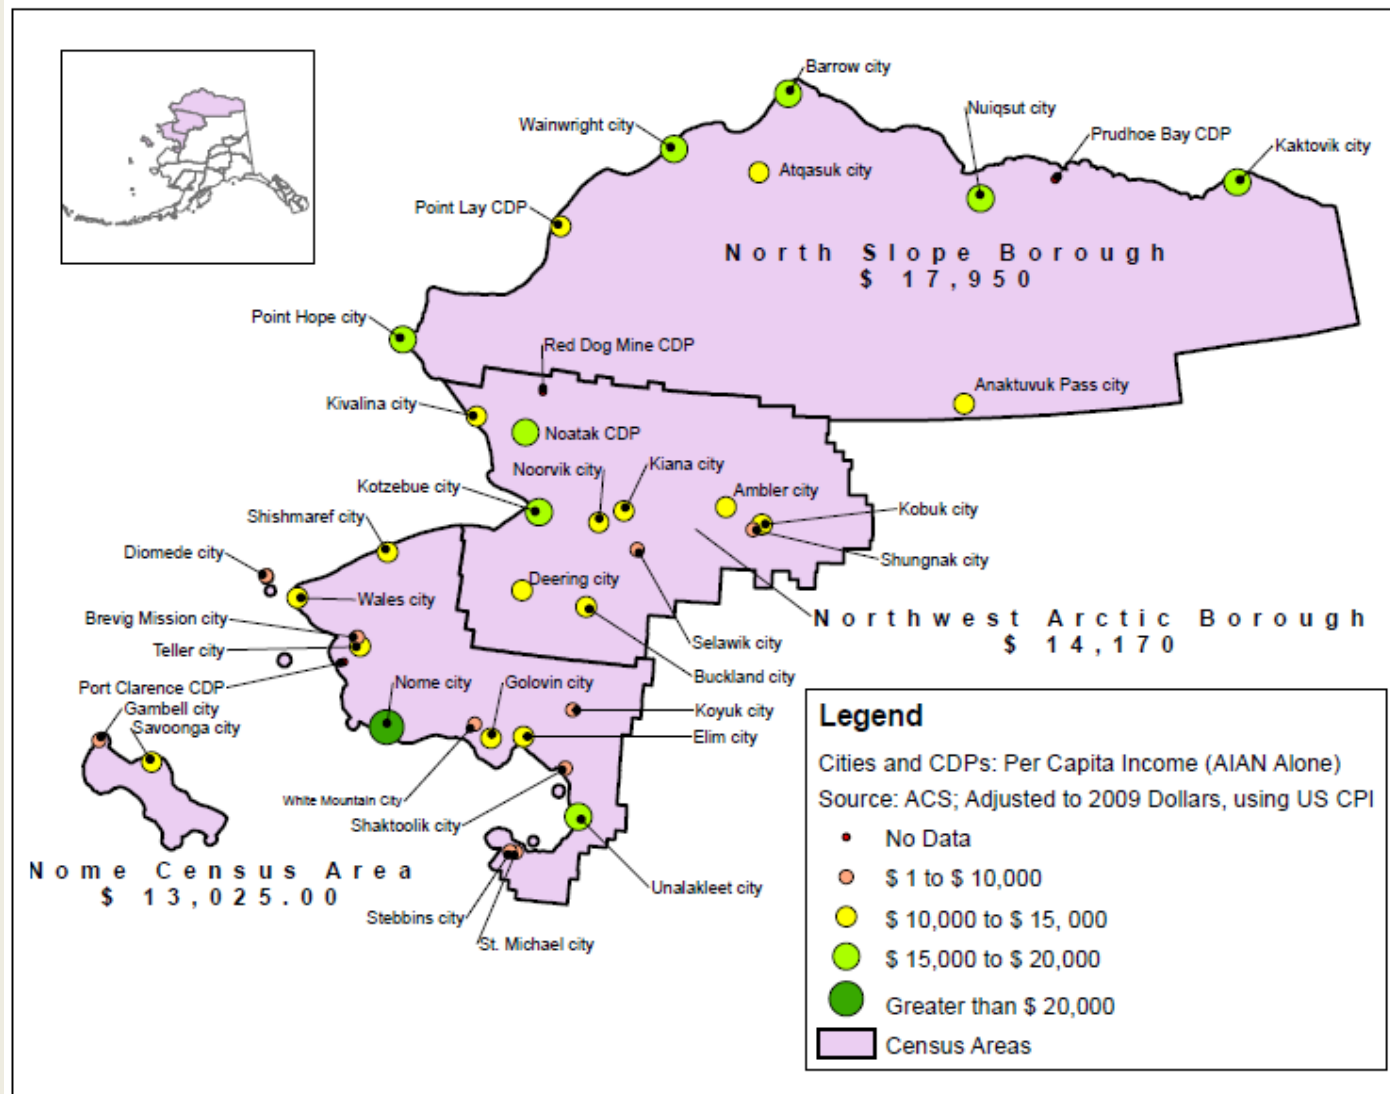 Barrow city
Nuiqsut city
Wainwright city
Prudhoe Bay CDP
Kaktovik city
Atqasuk city
Point Lay CDP
North Slope Borough
$ 17,950
Point Hope city
Red Dog Mine CDP
Anaktuvuk Pass city
Kivalina city
Noatak CDP
Noorvik city
Kiana city
Kotzebue city
Ambler city
Kobuk city
Shishmaref city
Diomede city
Shungnak city
Deering city
Wales city
Brevig Mission city
Northwest Arctic Borough
$ 14,170
Teller city
Selawik city
Buckland city
Port Clarence CDP
Nome city
Golovin city
Gambell city
Savoonga city
Koyuk city
Elim city
White Mountain City
Shaktoolik city
Nome Census Area
$ 13,025.00
Unalakleet city
Stebbins city
St. Michael city
Legend
Cities and CDPs: Per Capita Income (AIAN Alone)
Source: ACS; Adjusted to 2009 Dollars, using US CPI
No Data
$ 1 to $ 10,000
$ 10,000 to $ 15, 000
$ 15,000 to $ 20,000
Greater than $ 20,000
Census Areas